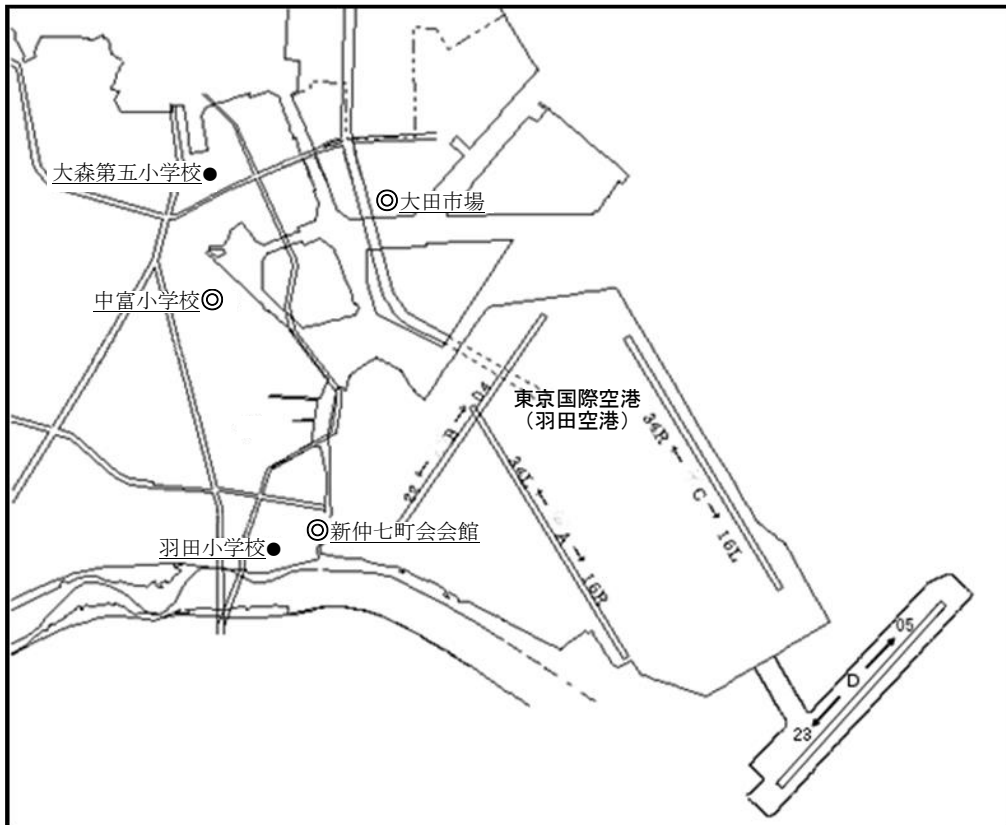 大森第五小学校●
◎大田市場
中富小学校◎
東京国際空港
(羽田空港)
04
B
22
34L
A
16R
34R
C
16L
◎新仲七町会会館
羽田小学校●
05
D
23